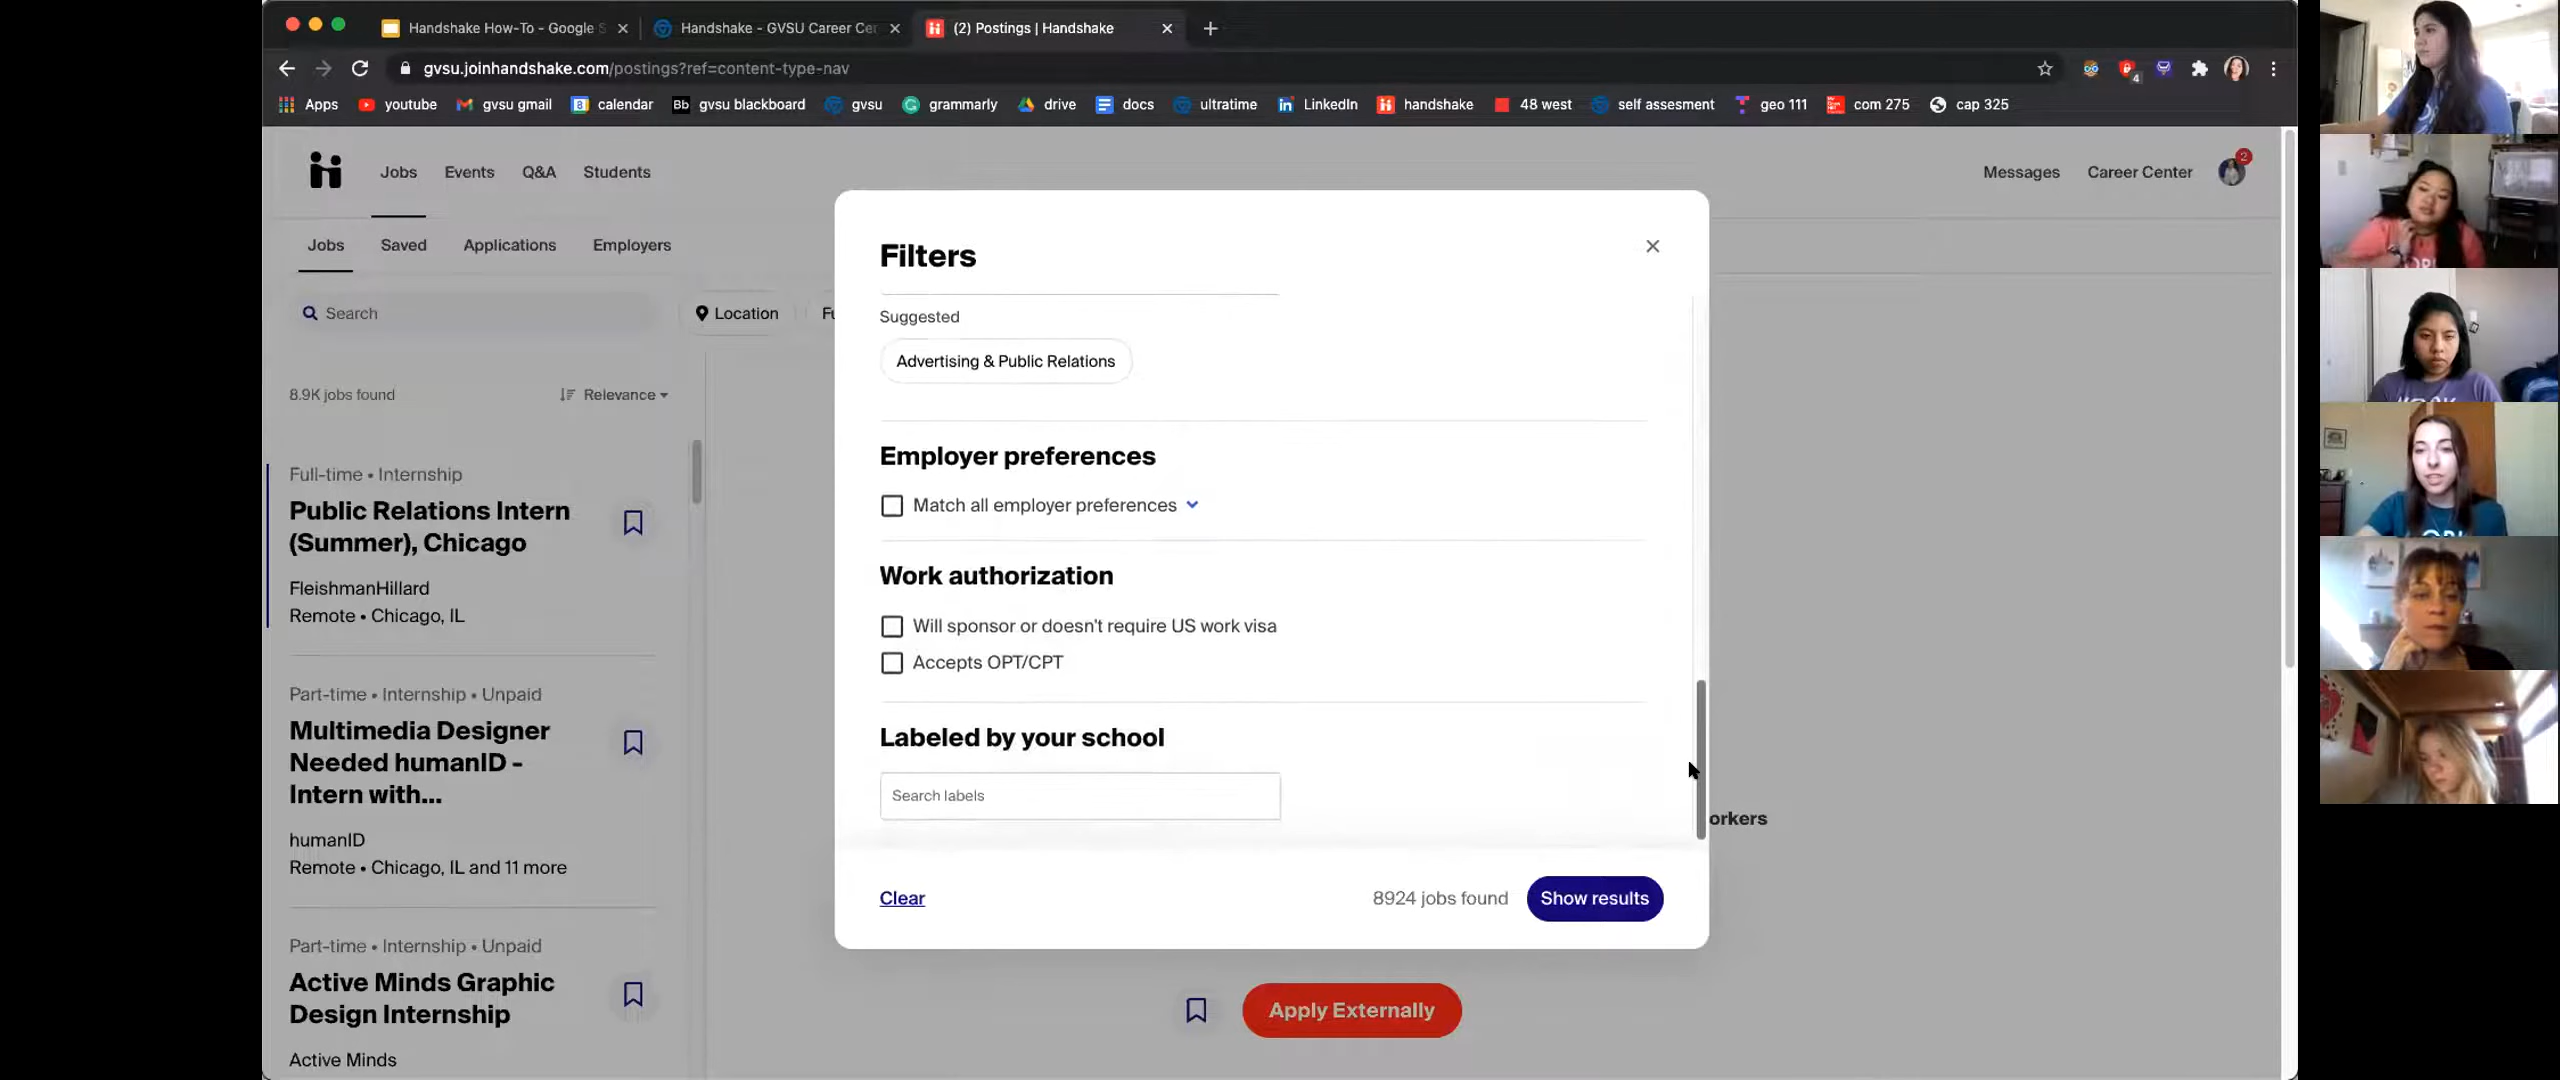 Handshake How-To - Google S
Handshake - GVSU Career Cer
(2) Postings | Handshake
gvsu.joinhandshake.com/postings?ref=content-type-nav
4
Apps youtube gvsu gmail calendar gvsu blackboard gvsu grammarly drive docs ultratime LinkedIn handshake 48 west self assesment geo 111 com 275 cap 325
Jobs Events Q&A Students
Messages Career Center 2
Jobs Saved Applications Employers
Search
Location
Fu
8.9K jobs found
Relevance
Full-time • Internship
Public Relations Intern
(Summer), Chicago
FleishmanHillard
Remote • Chicago, IL
Part-time • Internship • Unpaid
Multimedia Designer
Needed humanID -
Intern with...
humanID
Remote • Chicago, IL and 11 more
Part-time • Internship • Unpaid
Active Minds Graphic
Design Internship
Active Minds
Filters
Suggested
Advertising & Public Relations
Employer preferences
Match all employer preferences
Work authorization
Will sponsor or doesn't require US work visa
Accepts OPT/CPT
Labeled by your school
Search labels
Clear
8924 jobs found
Show results
orkers
Apply Externally